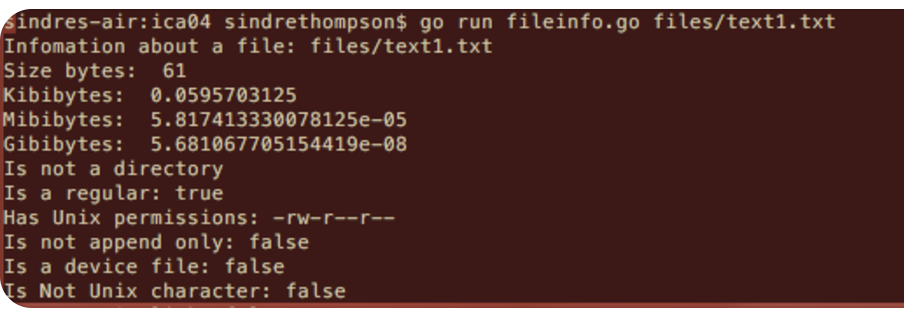 sindres-air:ica04 sindrethompson$ go run fileinfo.go files/text1.txt
Infomation about a file: files/text1.txt
Size bytes:  61
Kibibytes:  0.0595703125
Mibibytes:  5.817413330078125e-05
Gibibytes:  5.681067705154419e-08
Is not a directory
Is a regular: true
Has Unix permissions: -rw-r--r--
Is not append only: false
Is a device file: false
Is Not Unix character: false